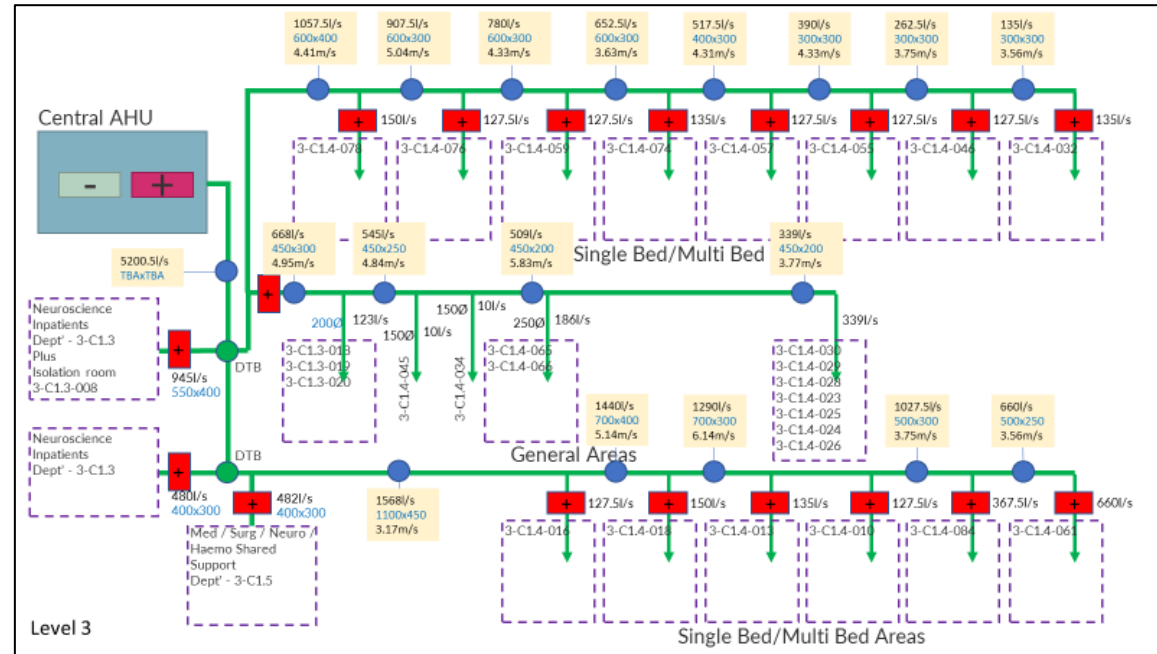 1057.5l/s
600x400
4.41m/s
907.5l/s
600x300
5.04m/s
780l/s
600x300
4.33m/s
652.5l/s
600x300
3.63m/s
517.5l/s
400x300
4.31m/s
390l/s
300x300
4.33m/s
262.5l/s
300x300
3.75m/s
135l/s
300x300
3.56m/s
Central AHU
-
+
+
150l/s
+
127.5l/s
+
127.5l/s
+
135l/s
+
127.5l/s
+
127.5l/s
+
127.5l/s
+
135l/s
3-C1.4-078
3-C1.4-076
3-C1.4-059
3-C1.4-074
3-C1.4-057
3-C1.4-055
3-C1.4-046
3-C1.4-032
Single Bed/Multi Bed
5200.5l/s
TBAxTBA
668l/s
450x300
4.95m/s
545l/s
450x250
4.84m/s
509l/s
450x200
5.83m/s
339l/s
450x200
3.77m/s
+
200Ø
123l/s
150Ø
10l/s
150Ø
10l/s
250Ø
186l/s
339l/s
3-C1.3-018
3-C1.3-019
3-C1.3-020
3-C1.4-045
3-C1.4-034
3-C1.4-065
3-C1.4-066
3-C1.4-030
3-C1.4-029
3-C1.4-028
3-C1.4-023
3-C1.4-025
3-C1.4-024
3-C1.4-026
General Areas
Neuroscience
Inpatients
Dept' - 3-C1.3
Plus
Isolation room
3-C1.3-008
+
945l/s
550x400
DTB
Neuroscience
Inpatients
Dept' - 3-C1.3
+
480l/s
400x300
DTB
+
482l/s
400x300
Med / Surg / Neuro /
Haemo Shared
Support
Dept' - 3-C1.5
1568l/s
1100x450
3.17m/s
1440l/s
700x400
5.14m/s
1290l/s
700x300
6.14m/s
1027.5l/s
500x300
3.75m/s
660l/s
500x250
3.56m/s
+
127.5l/s
+
150l/s
+
135l/s
+
127.5l/s
+
367.5l/s
+
660l/s
3-C1.4-016
3-C1.4-018
3-C1.4-013
3-C1.4-010
3-C1.4-084
3-C1.4-061
Single Bed/Multi Bed Areas
Level 3